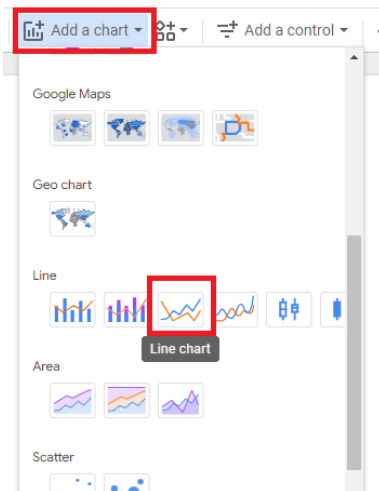 Add a chart
Add a control
Google Maps
Geo chart
Line
Line chart
Area
Scatter